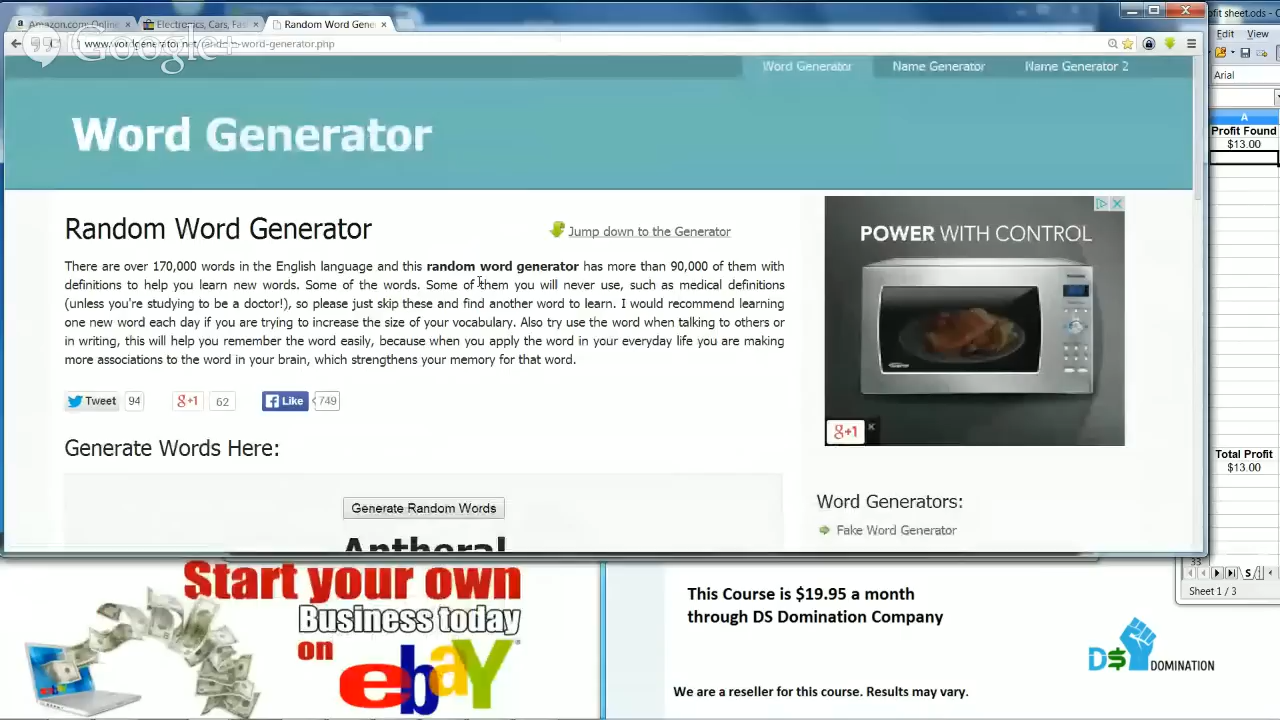 Amazon.com: Online
Electronics, Cars, Fas
Random Word Gene
Google+
Word Generator
Name Generator
Name Generator 2
Word Generator
Random Word Generator
Jump down to the Generator
There are over 170,000 words in the English language and this random word generator has more than 90,000 of them with
definitions to help you learn new words. Some of the words. Some of them you will never use, such as medical definitions
(unless you're studying to be a doctor!), so please just skip these and find another word to learn. I would recommend learning
one new word each day if you are trying to increase the size of your vocabulary. Also try use the word when talking to others or
in writing, this will help you remember the word easily, because when you apply the word in your everyday life you are making
more associations to the word in your brain, which strengthens your memory for that word.
Tweet 94 g+1 62 Like 749
Generate Words Here:
Generate Random Words
Antheral
POWER WITH CONTROL
g+1
Word Generators:
Fake Word Generator
ofit sheet.ods - O
Edit View
Arial
A
Profit Found
$13.00
Total Profit
$13.00
33
Sheet 1 / 3
Start your own
Business today
on ebaY
This Course is $19.95 a month
through DS Domination Company
D$ DOMINATION
We are a reseller for this course. Results may vary.